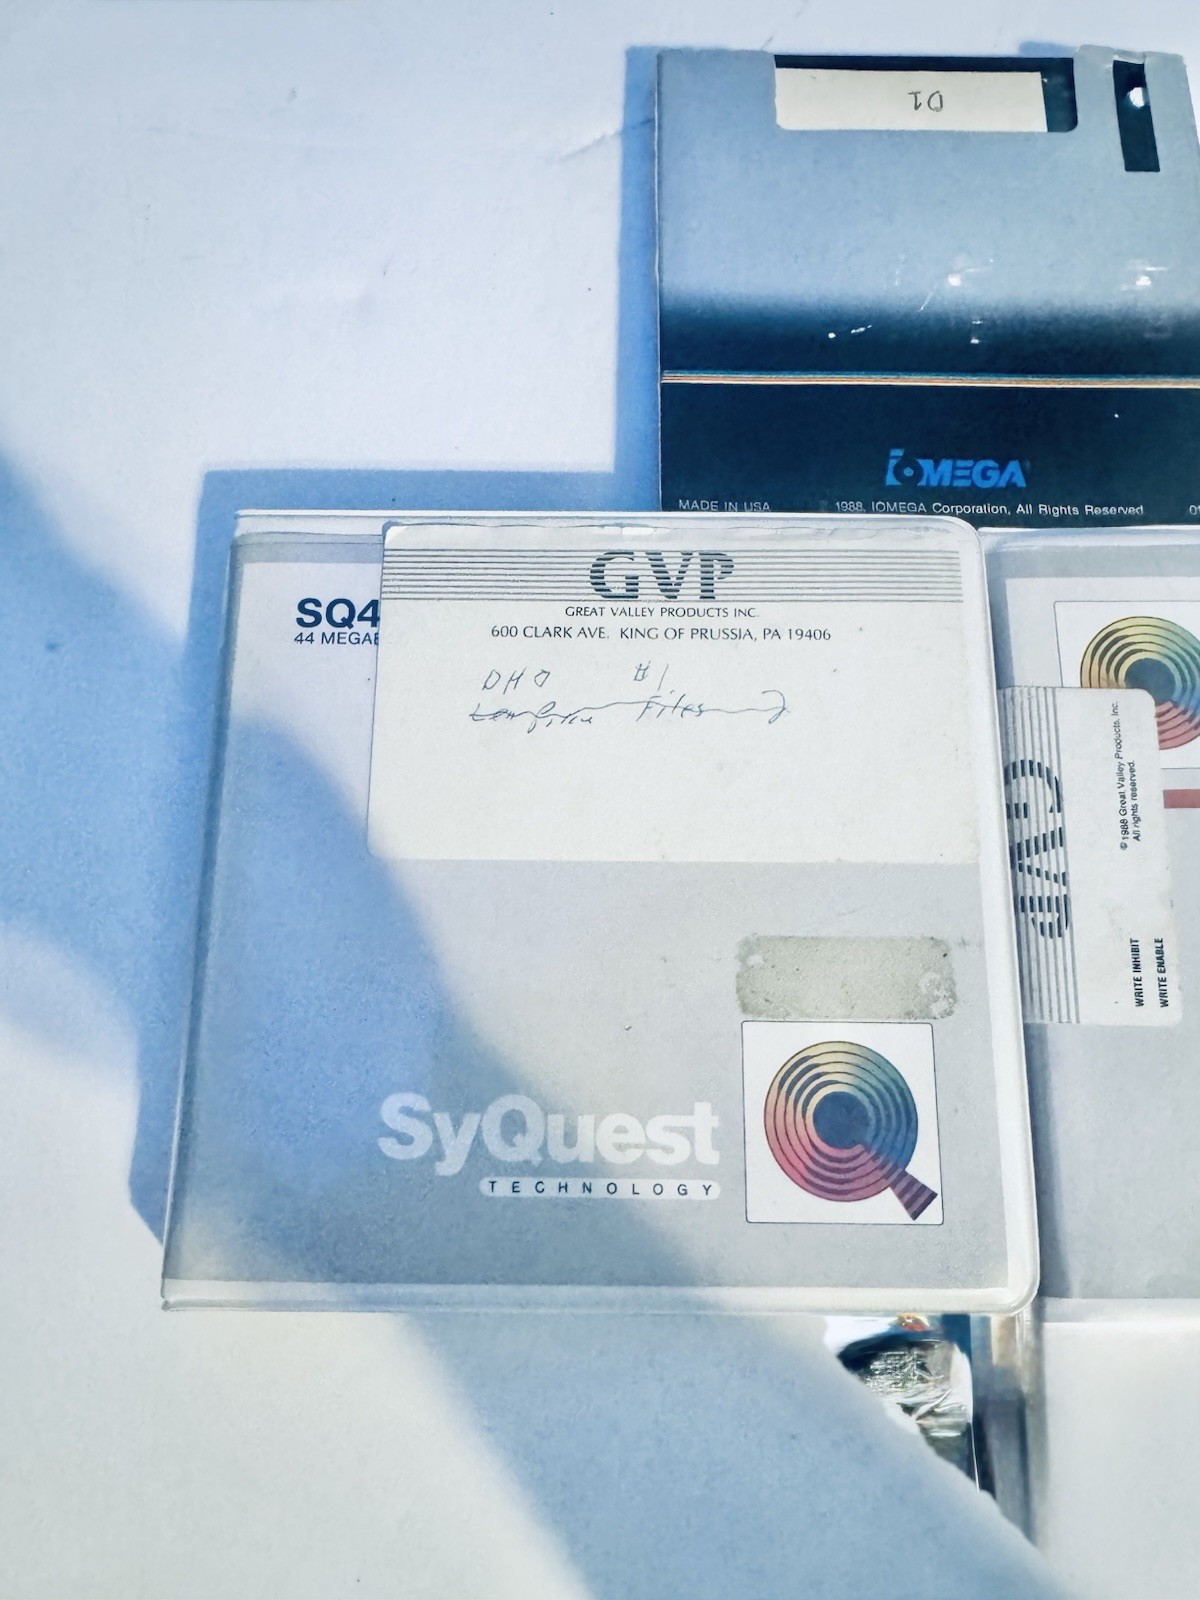 D1
IOMEGA
MADE IN USA 1988, IOMEGA Corporation, All Rights Reserved
GVP
GREAT VALLEY PRODUCTS INC.
600 CLARK AVE. KING OF PRUSSIA, PA 19406
DH0 #1
Files
SQ4
44 MEGAB
SyQuest
TECHNOLOGY
GVP
©1988 Great Valley Products, Inc.
All rights reserved.
WRITE INHIBIT
WRITE ENABLE